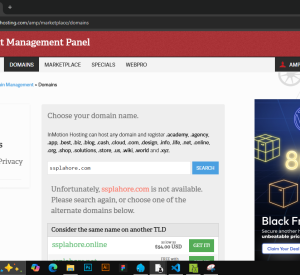 hosting.com/amp/marketplace/domains
t Management Panel
DOMAINS MARKETPLACE SPECIALS WEBPRO AMP
Management » Domains
Choose your domain name.
InMotion Hosting can host any domain and register .academy, .agency,
.app, .best, .biz, .blog, .cash, .cloud, .com, .design, .info, .life, .net, .online,
.org, .shop, .solutions, .store, .us, .wiki, .world and .xyz.
s
Privacy
ssplahore.com SEARCH
Unfortunately, ssplahore.com is not available.
Please search again, or choose one of the
alternate domains below.
Consider the same name on another TLD
ssplahore.online GET IT!
Black Fr
Secure another
unbeatable pric
Claim Your Deal